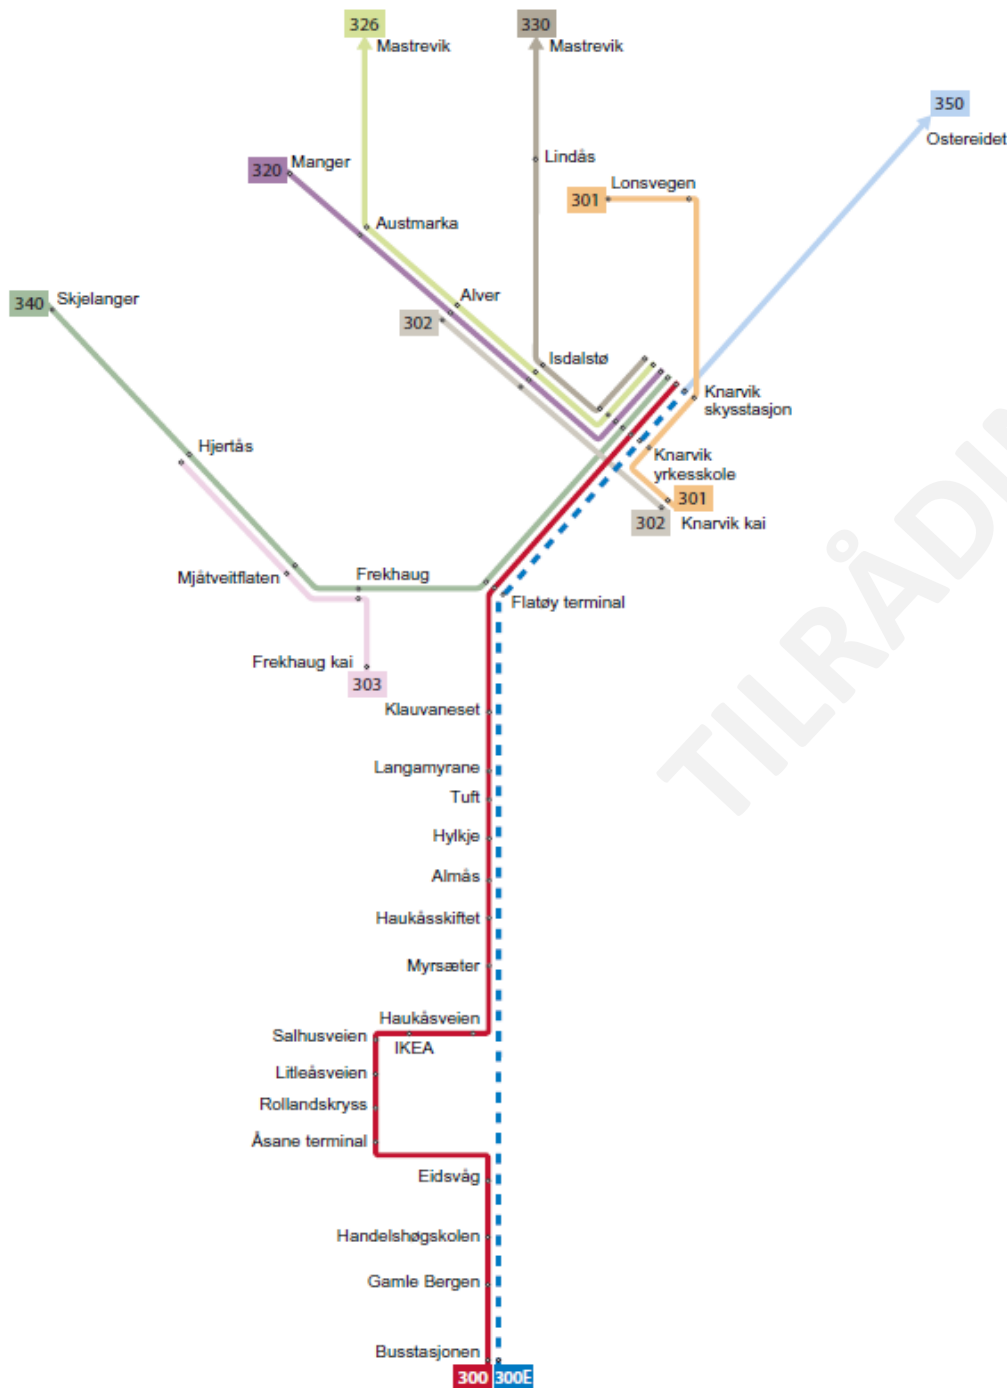 326
Mastrevik
330
Mastrevik
350
Ostereidet
320
Manger
Lindås
301
Lonsvegen
Austmarka
340
Skjelanger
Alver
302
Isdalstø
Knarvik
skysstasjon
Hjertås
Knarvik
yrkesskole
301
302
Knarvik kai
Mjåtveitflaten
Frekhaug
Flatøy terminal
Frekhaug kai
303
Klauvaneset
Langamyrane
Tuft
Hylkje
Almås
Haukåsskiftet
Myrsæter
Haukåsveien
Salhusveien
IKEA
Litleåsveien
Rollandskryss
Åsane terminal
Eidsvåg
Handelshøgskolen
Gamle Bergen
Busstasjonen
300
300E